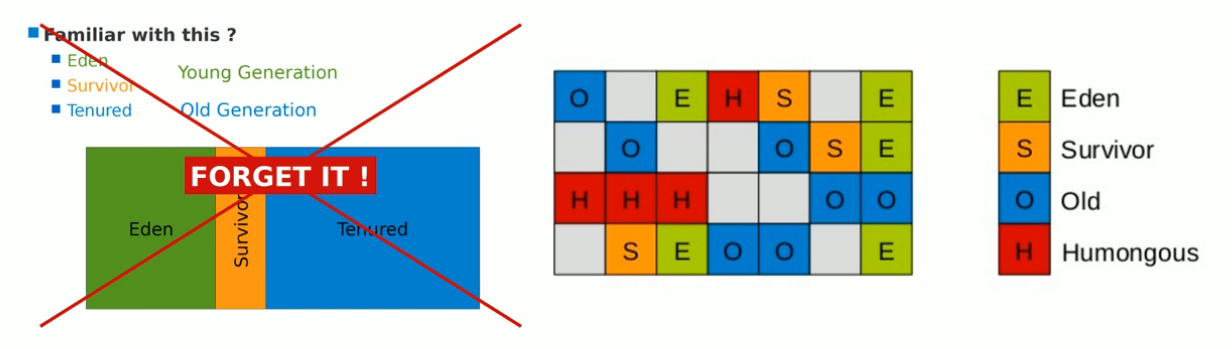 Familiar with this ?
Eden
Survivor
Tenured
Young Generation
Old Generation
FORGET IT !
Eden
Survivor
Tenured
O E H S E
O O S E
H H H O O
S E O O E
E Eden
S Survivor
O Old
H Humongous